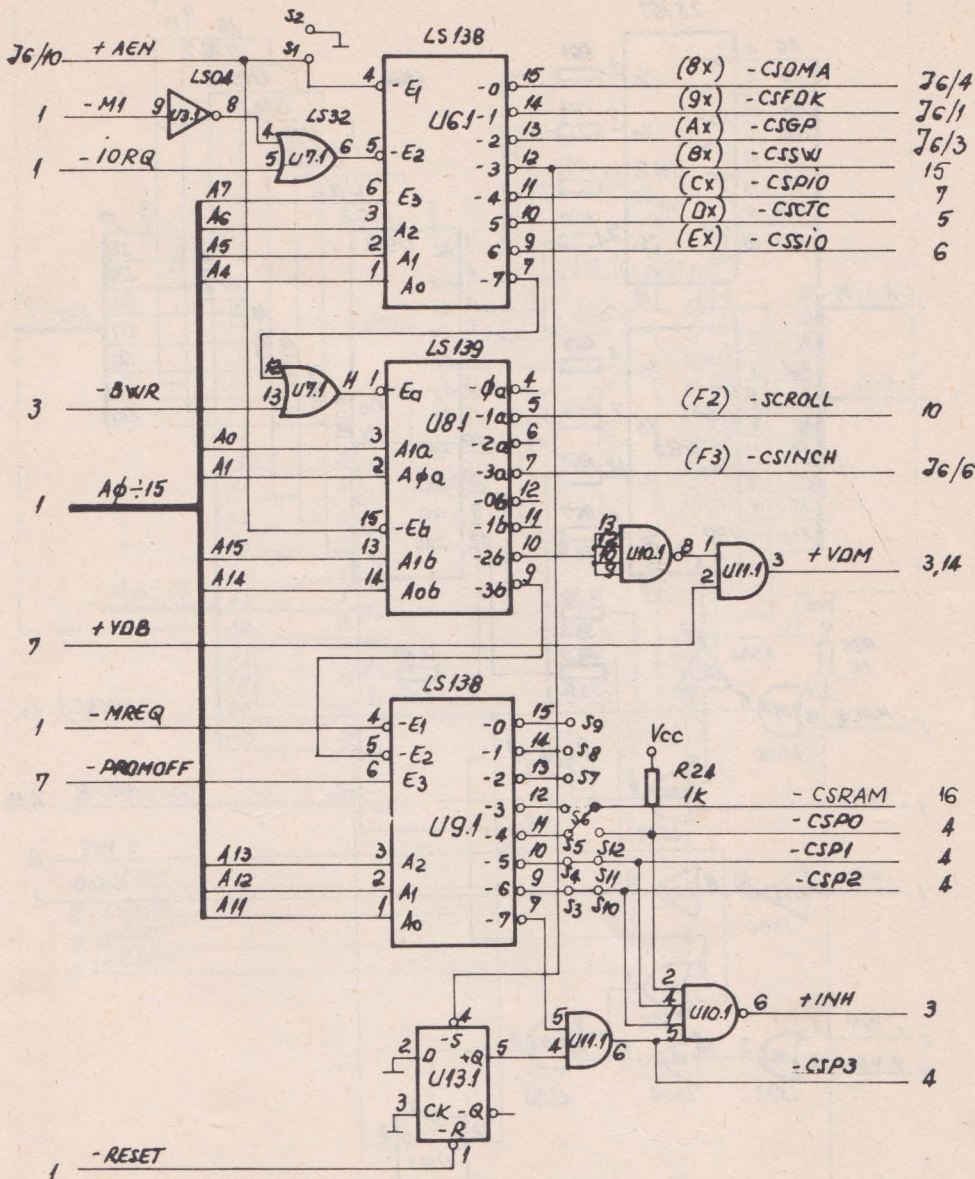 S2
J6/10 +AEN S1 LS138
LS04
4 -E1 -0 15 (8x) -CSDMA J6/4
1 -M1 9 U3.1 8 LS32 U6.1 -1 14 (9x) -CSFDK J6/1
4 -2 13 (Ax) -CSGP J6/3
1 -IORQ 5 U7.1 6 5 -E2 -3 12 (Bx) -CSSW 15
A7 6 E3 -4 11 (Cx) -CSPIO 7
A6 3 A2 5 10 (Dx) -CSCTC 5
A5 2 A1 6 9 (Ex) -CSSIO 6
A4 1 A0 -7 7
LS139
12 U7.1 11 1 -Ea -Φa 4
3 -BWR 13 U8.1 -1a 5 (F2) -SCROLL 10
A0 3 A1a -2a 6
A1 2 AΦa -3a 7 (F3) -CSINCH J6/6
1 AΦ÷15 -0b 12
15 -Eb -1b 11 13
A15 13 A1b -2b 10 12 10 9 U10.1 8 1 U11.1 3 +VDM 3,14
A14 14 A0b -3b 9 2
7 +VDB
LS138
1 -MREQ 4 -E1 -0 15 S9
5 -E2 -1 14 S8 Vcc
7 -PROMOFF 6 E3 -2 13 S7 R24
U9.1 -3 12 S6 1K -CSRAM 16
-4 11 S5 -CSP0 4
A13 3 A2 -5 10 S12 -CSP1 4
A12 2 A1 -6 9 S4 S11 -CSP2 4
A11 1 A0 -7 7 S3 S10
2
4 4 U10.1 6 +INH 3
2 D -S +Q 5 5 U11.1 5
U13.1 4 6
3 CK -Q -CSP3 4
-R
1 -RESET 1